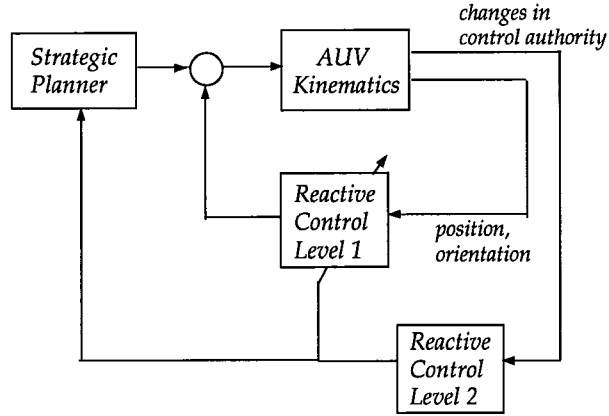 changes in
control authority
Strategic
Planner
AUV
Kinematics
Reactive
Control
Level 1
position,
orientation
Reactive
Control
Level 2